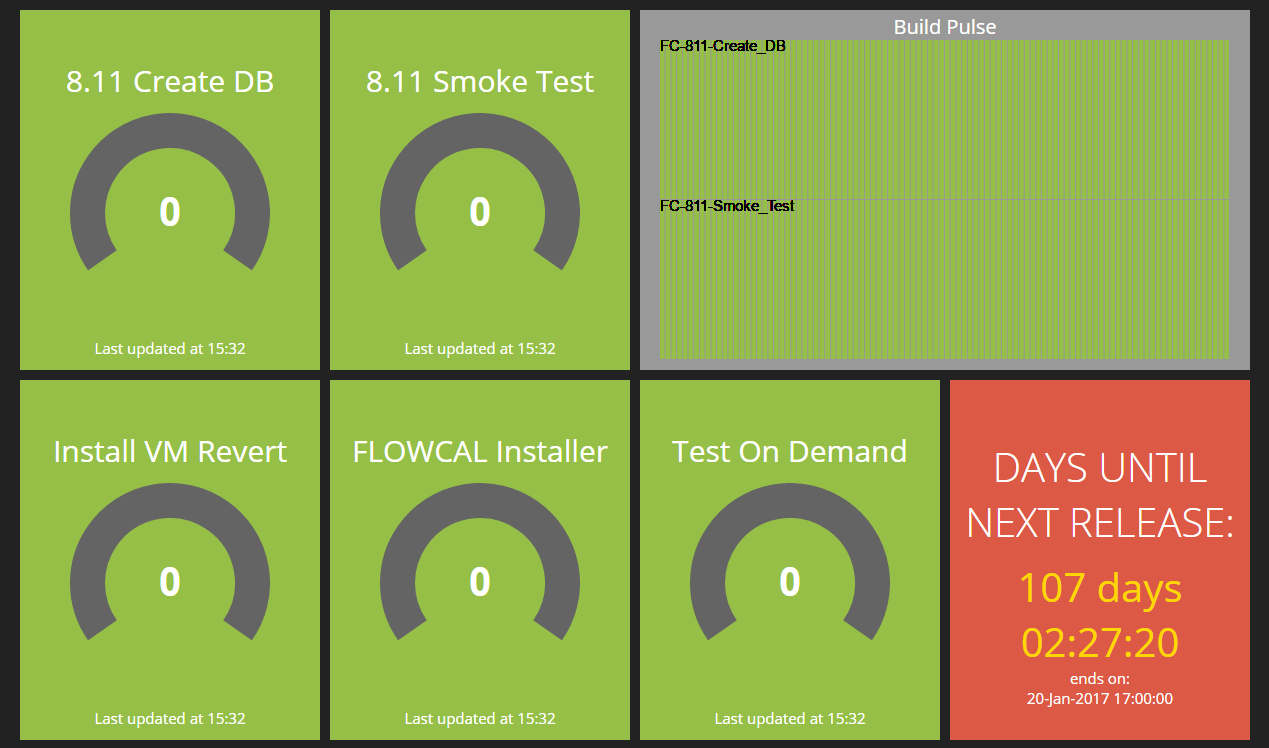 8.11 Create DB
0
Last updated at 15:32
8.11 Smoke Test
0
Last updated at 15:32
Build Pulse
FC-811-Create_DB
FC-811-Smoke_Test
Install VM Revert
0
Last updated at 15:32
FLOWCAL Installer
0
Last updated at 15:32
Test On Demand
0
Last updated at 15:32
DAYS UNTIL
NEXT RELEASE:
107 days
02:27:20
ends on:
20-Jan-2017 17:00:00